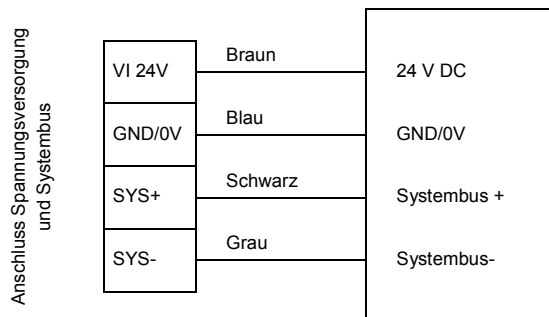 Anschluss Spannungsversorgung
und Systembus
VI 24V
Braun
24 V DC
GND/0V
Blau
GND/0V
SYS+
Schwarz
Systembus +
SYS-
Grau
Systembus-